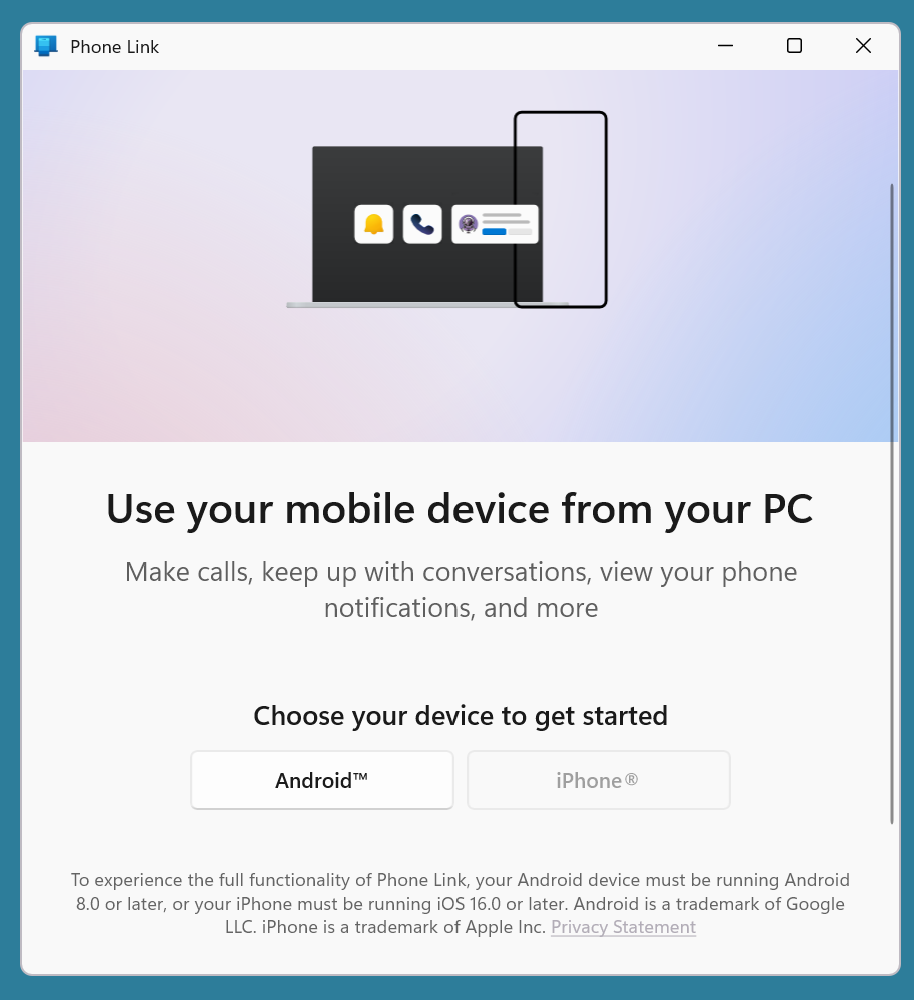 Phone Link
Use your mobile device from your PC
Make calls, keep up with conversations, view your phone
notifications, and more
Choose your device to get started
Android™
iPhone®
To experience the full functionality of Phone Link, your Android device must be running Android
8.0 or later, or your iPhone must be running iOS 16.0 or later. Android is a trademark of Google
LLC. iPhone is a trademark of Apple Inc. Privacy Statement